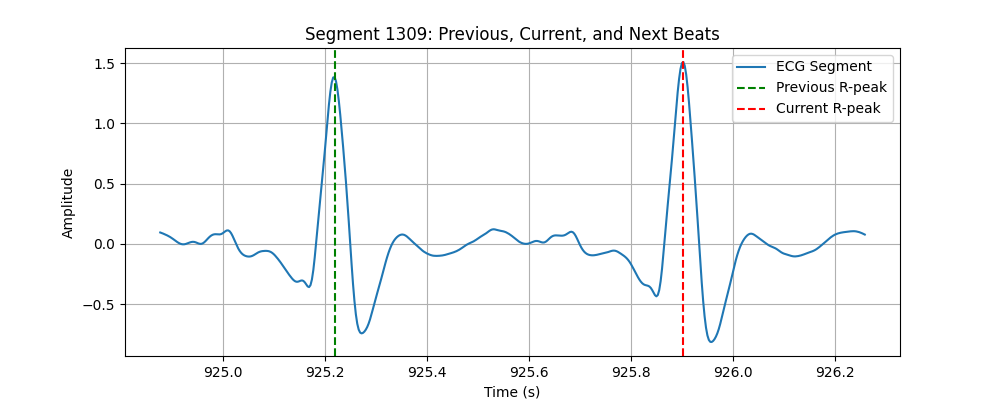 Segment 1309: Previous, Current, and Next Beats
ECG Segment
Previous R-peak
Current R-peak
Amplitude
1.5
1.0
0.5
0.0
−0.5
925.0 925.2 925.4 925.6 925.8 926.0 926.2
Time (s)